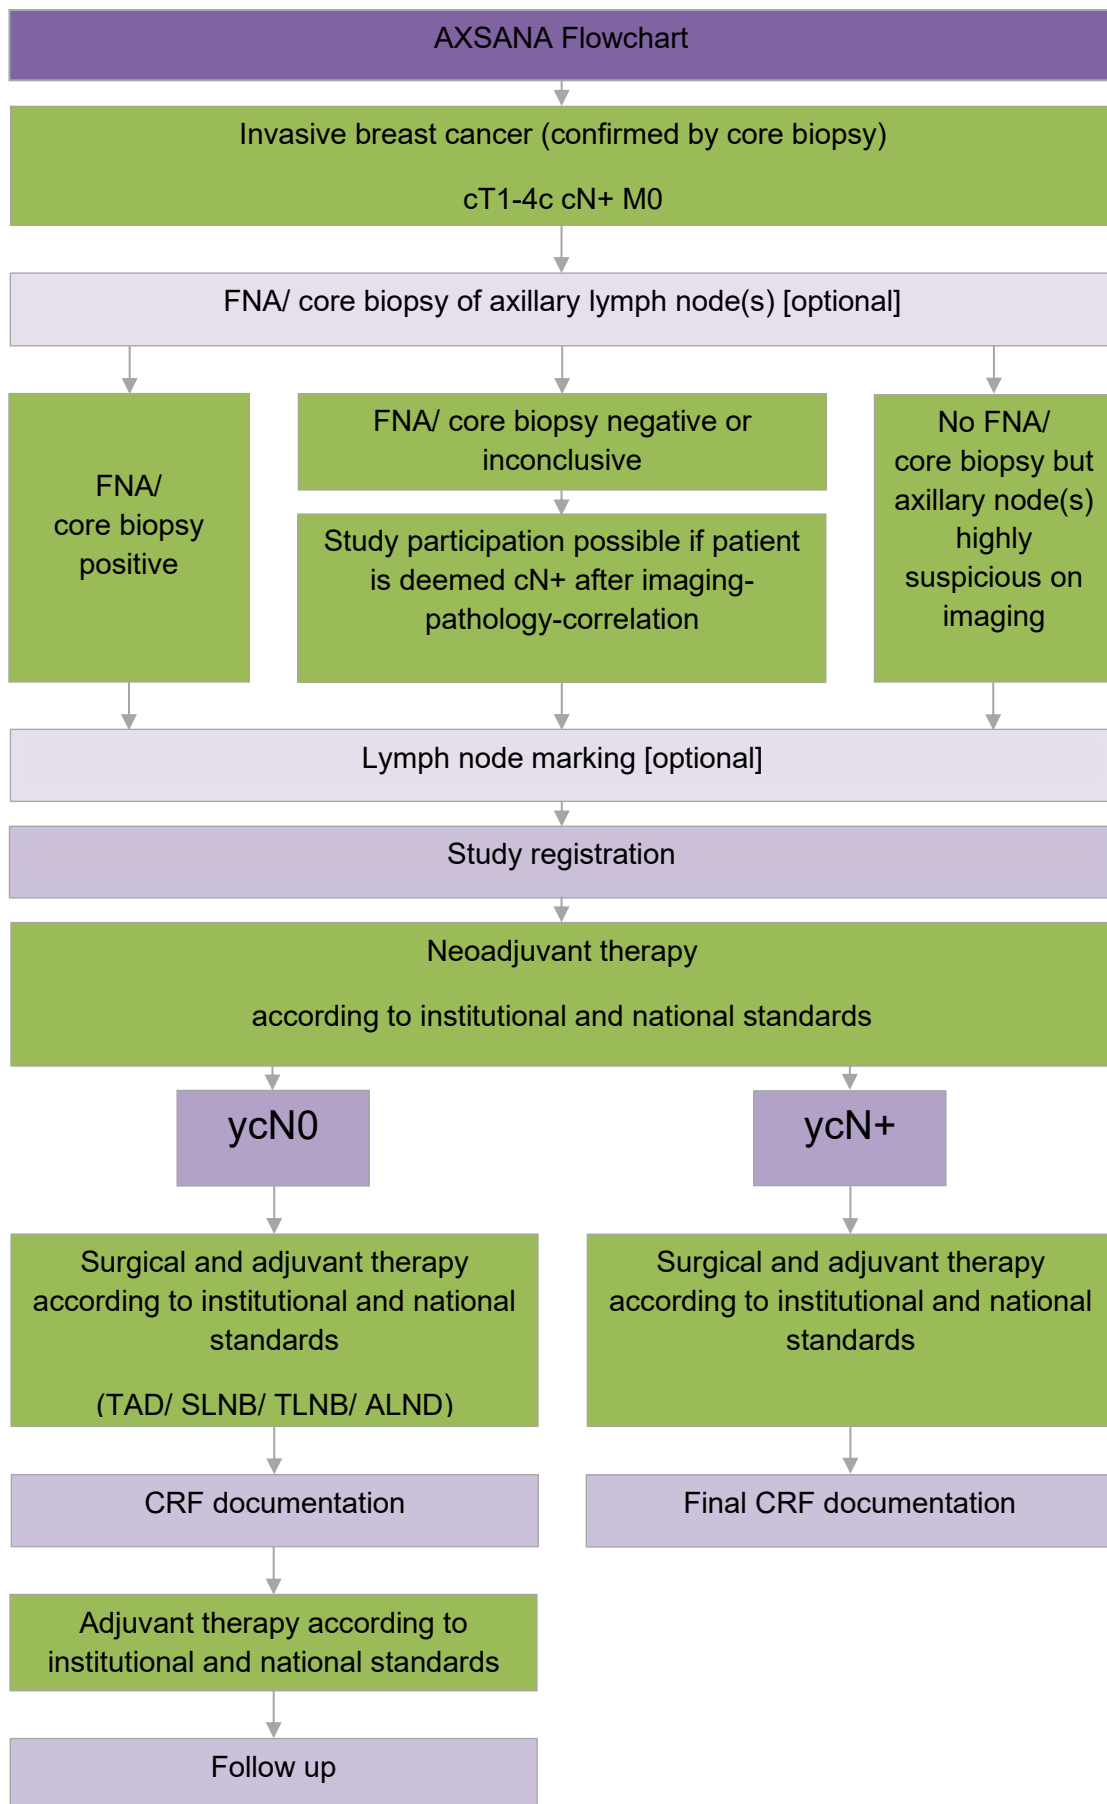 AXSANA Flowchart
Invasive breast cancer (confirmed by core biopsy)
cT1-4c cN+ M0
FNA/ core biopsy of axillary lymph node(s) [optional]
FNA/
core biopsy
positive
FNA/ core biopsy negative or
inconclusive
Study participation possible if patient
is deemed cN+ after imaging-
pathology-correlation
No FNA/
core biopsy but
axillary node(s)
highly
suspicious on
imaging
Lymph node marking [optional]
Study registration
Neoadjuvant therapy
according to institutional and national standards
ycN0
ycN+
Surgical and adjuvant therapy
according to institutional and national
standards
(TAD/ SLNB/ TLNB/ ALND)
Surgical and adjuvant therapy
according to institutional and national
standards
CRF documentation
Final CRF documentation
Adjuvant therapy according to
institutional and national standards
Follow up